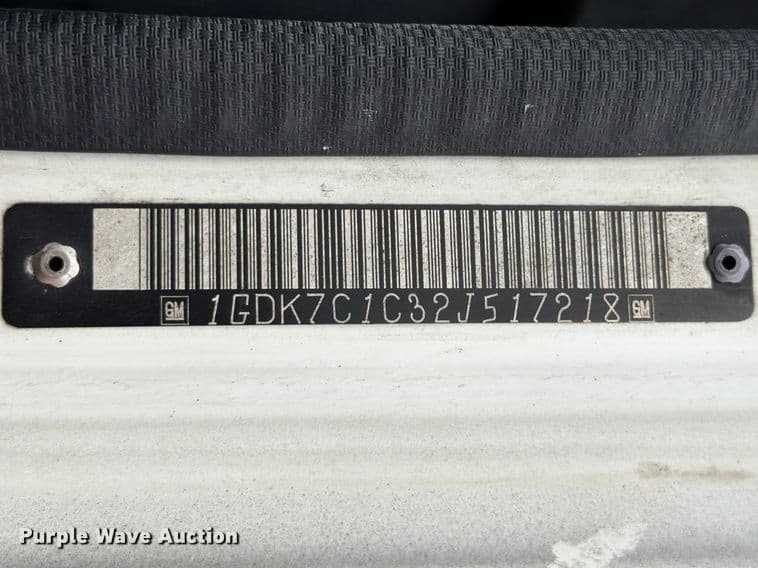 GM 1GDK7C1C32J517218 GM
Purple Wave Auction